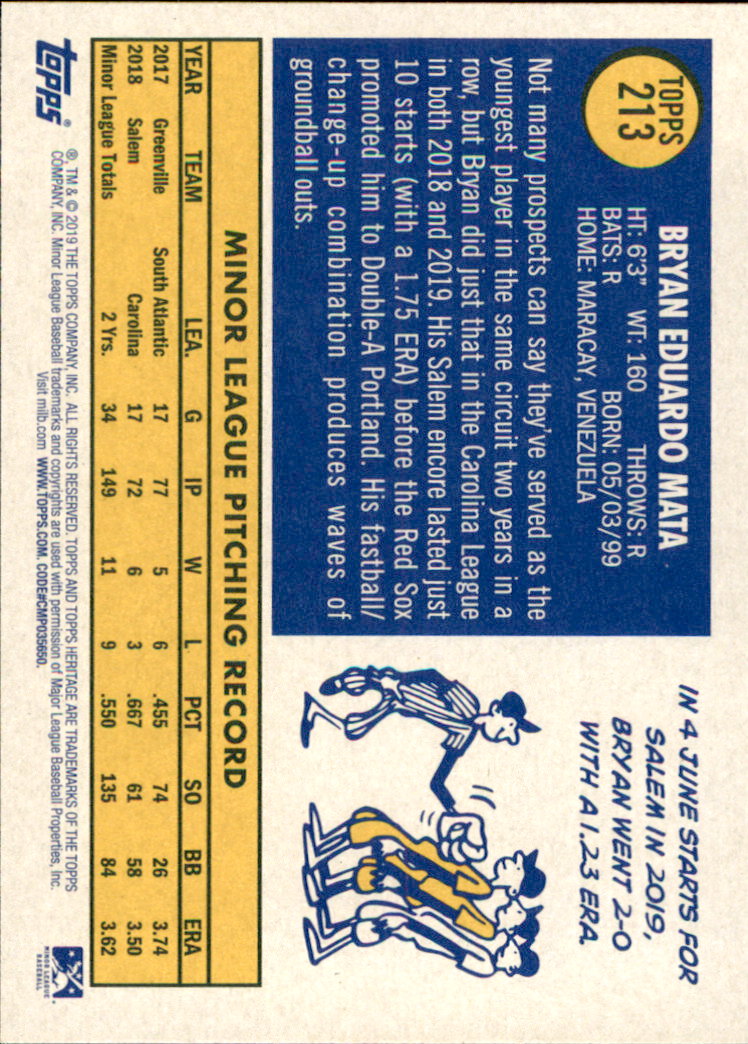 TOPPS
213
BRYAN EDUARDO MATA
HT: 6'3" WT: 160 THROWS: R
BATS: R BORN: 05/03/99
HOME: MARACAY, VENEZUELA
Not many prospects can say they've served as the
youngest player in the same circuit two years in a
row, but Bryan did just that in the Carolina League
in both 2018 and 2019. His Salem encore lasted just
10 starts (with a 1.75 ERA) before the Red Sox
promoted him to Double-A Portland. His fastball/
change-up combination produces waves of
groundball outs.
IN 4 JUNE STARTS FOR
SALEM IN 2019,
BRYAN WENT 2-0
WITH A 1.23 ERA.
MINOR LEAGUE PITCHING RECORD
YEAR TEAM LEA. G IP W L PCT SO BB ERA
2017 Greenville South Atlantic 17 77 5 6 .455 74 26 3.74
2018 Salem Carolina 17 72 6 3 .667 61 58 3.50
Minor League Totals 2 Yrs. 34 149 11 9 .550 135 84 3.62
topps®
®, TM & © 2019 THE TOPPS COMPANY, INC. ALL RIGHTS RESERVED. TOPPS AND TOPPS HERITAGE ARE TRADEMARKS OF THE TOPPS
COMPANY, INC. Minor League Baseball trademarks and copyrights are used with permission of Major League Baseball Properties, Inc.
Visit milb.com WWW.TOPPS.COM. CODE#CMP035650.
MINOR LEAGUE
BASEBALL